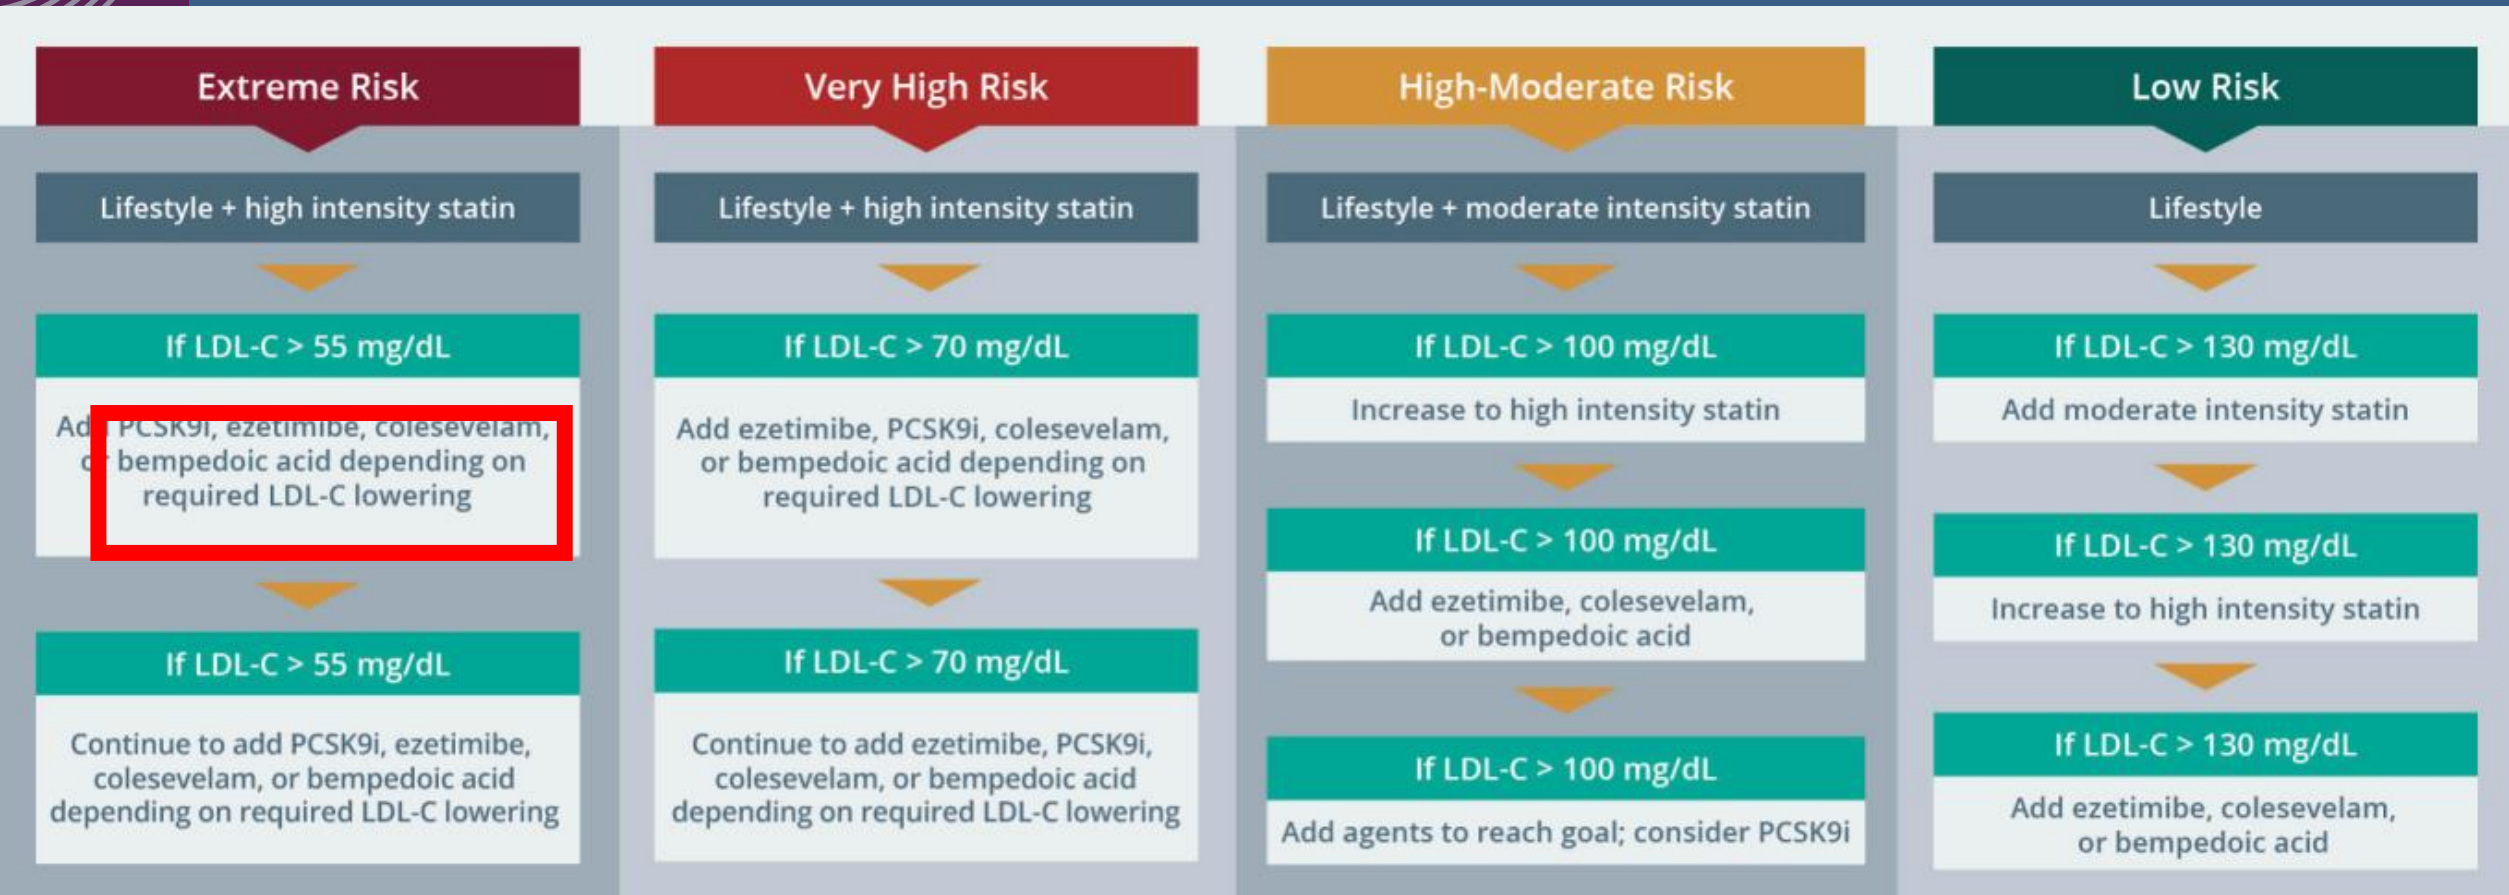 Extreme Risk
Lifestyle + high intensity statin
If LDL-C > 55 mg/dL
Add PCSK9i, ezetimibe, colesevelam,
or bempedoic acid depending on
required LDL-C lowering
If LDL-C > 55 mg/dL
Continue to add PCSK9i, ezetimibe,
colesevelam, or bempedoic acid
depending on required LDL-C lowering
Very High Risk
Lifestyle + high intensity statin
If LDL-C > 70 mg/dL
Add ezetimibe, PCSK9i, colesevelam,
or bempedoic acid depending on
required LDL-C lowering
If LDL-C > 70 mg/dL
Continue to add ezetimibe, PCSK9i,
colesevelam, or bempedoic acid
depending on required LDL-C lowering
High-Moderate Risk
Lifestyle + moderate intensity statin
If LDL-C > 100 mg/dL
Increase to high intensity statin
If LDL-C > 100 mg/dL
Add ezetimibe, colesevelam,
or bempedoic acid
If LDL-C > 100 mg/dL
Add agents to reach goal; consider PCSK9i
Low Risk
Lifestyle
If LDL-C > 130 mg/dL
Add moderate intensity statin
If LDL-C > 130 mg/dL
Increase to high intensity statin
If LDL-C > 130 mg/dL
Add ezetimibe, colesevelam,
or bempedoic acid